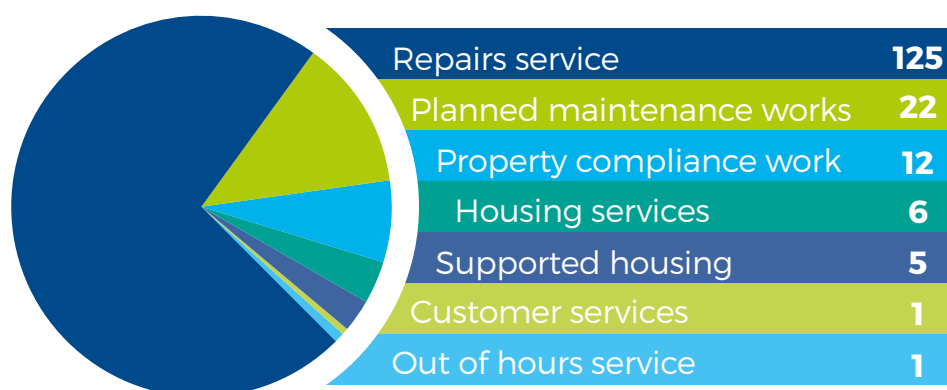 Repairs service 125
Planned maintenance works 22
Property compliance work 12
Housing services 6
Supported housing 5
Customer services 1
Out of hours service 1